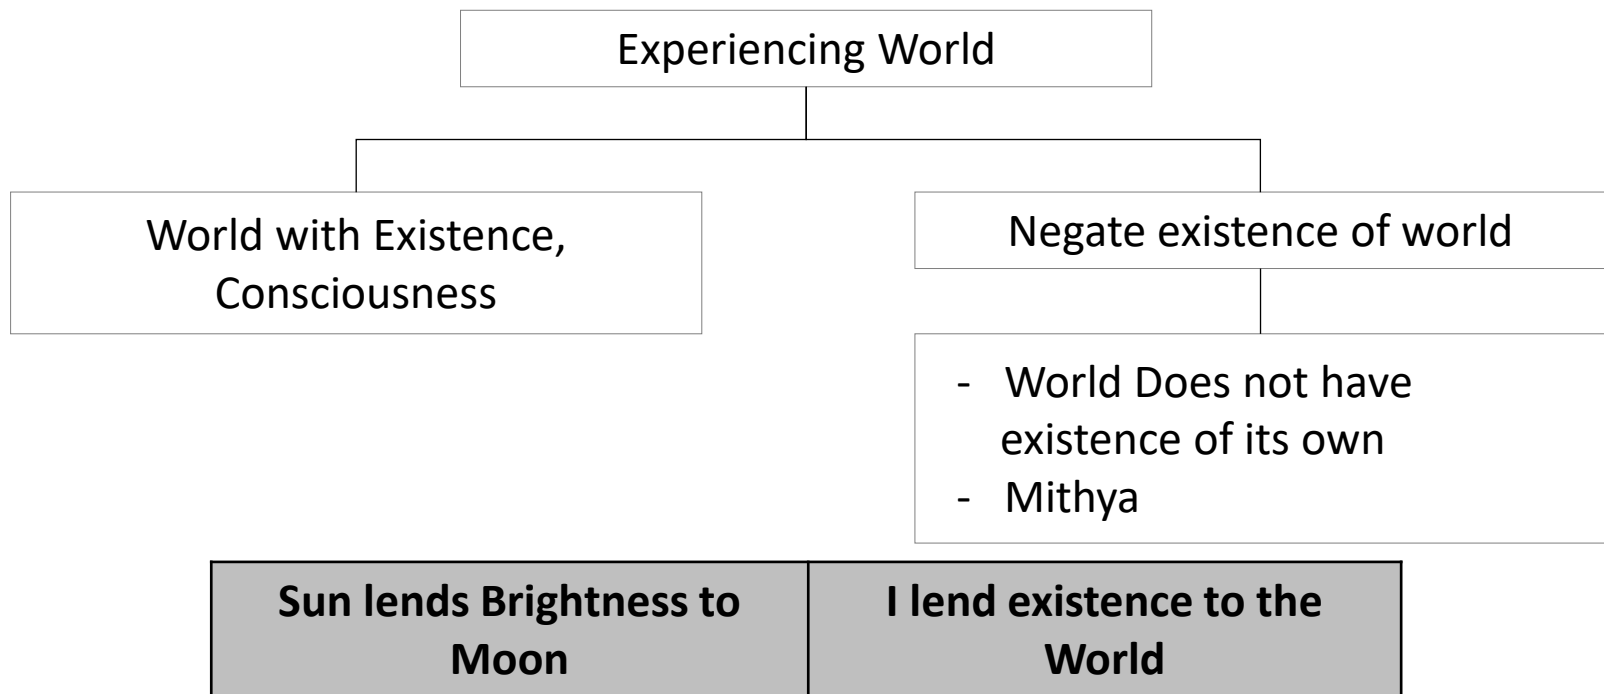 Experiencing World
World with Existence,
Consciousness
Negate existence of world
- World Does not have
existence of its own
- Mithya
Sun lends Brightness to
Moon
I lend existence to the
World